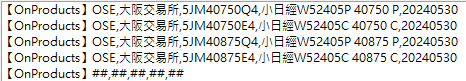 【OnProducts】OSE,大阪交易所,5JM40750Q4,小日經W52405P 40750 P,20240530
【OnProducts】OSE,大阪交易所,5JM40750E4,小日經W52405C 40750 C,20240530
【OnProducts】OSE,大阪交易所,5JM40875Q4,小日經W52405P 40875 P,20240530
【OnProducts】OSE,大阪交易所,5JM40875E4,小日經W52405C 40875 C,20240530
【OnProducts】##,##,##,##,##